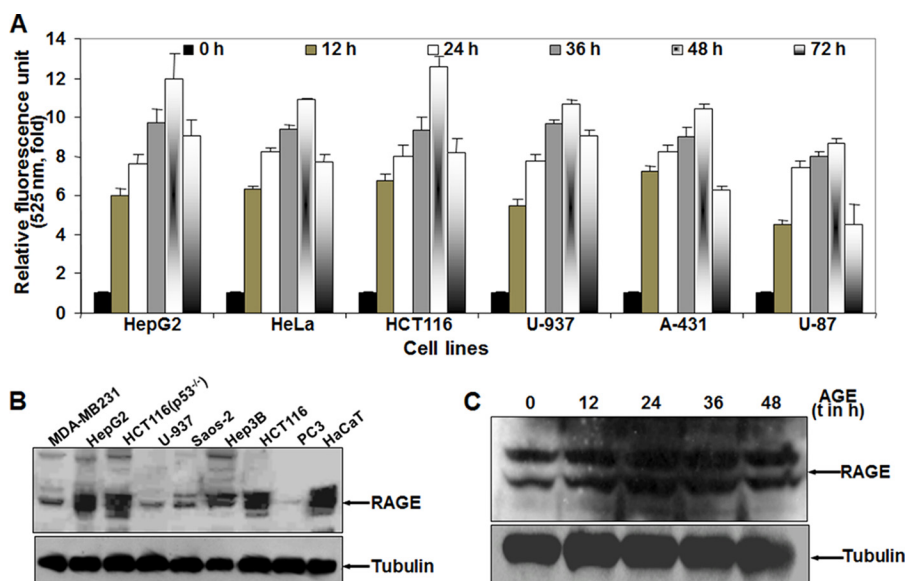 A
0 h 12 h 24 h 36 h 48 h 72 h
Relative fluorescence unit
(525 nm, fold)
14
12
10
8
6
4
2
0
HepG2 HeLa HCT116 U-937 A-431 U-87
Cell lines
B
MDA-MB231 HepG2 HCT116(p53-/-) U-937 Saos-2 Hep3B HCT116 PC3 HaCaT
RAGE
Tubulin
C
0 12 24 36 48 AGE
(t in h)
RAGE
Tubulin